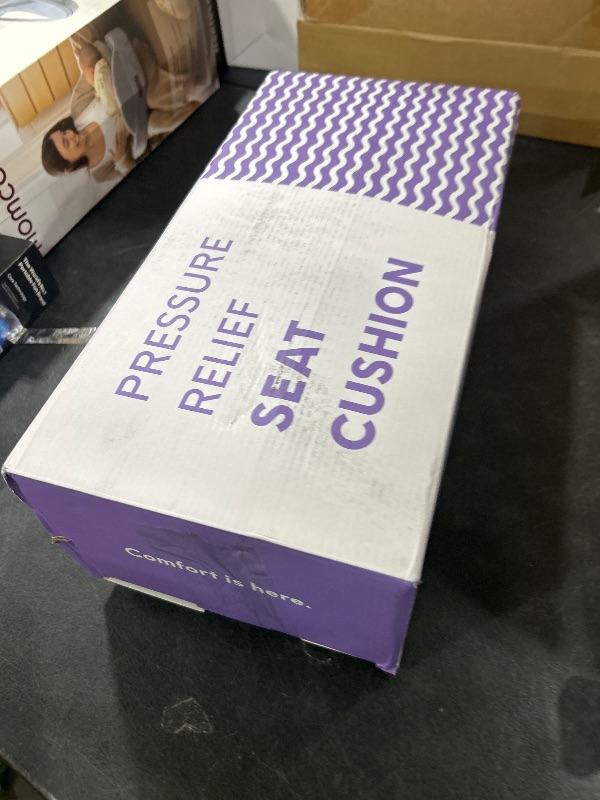 PRESSURE
RELIEF
SEAT
CUSHION
Comfort is here.